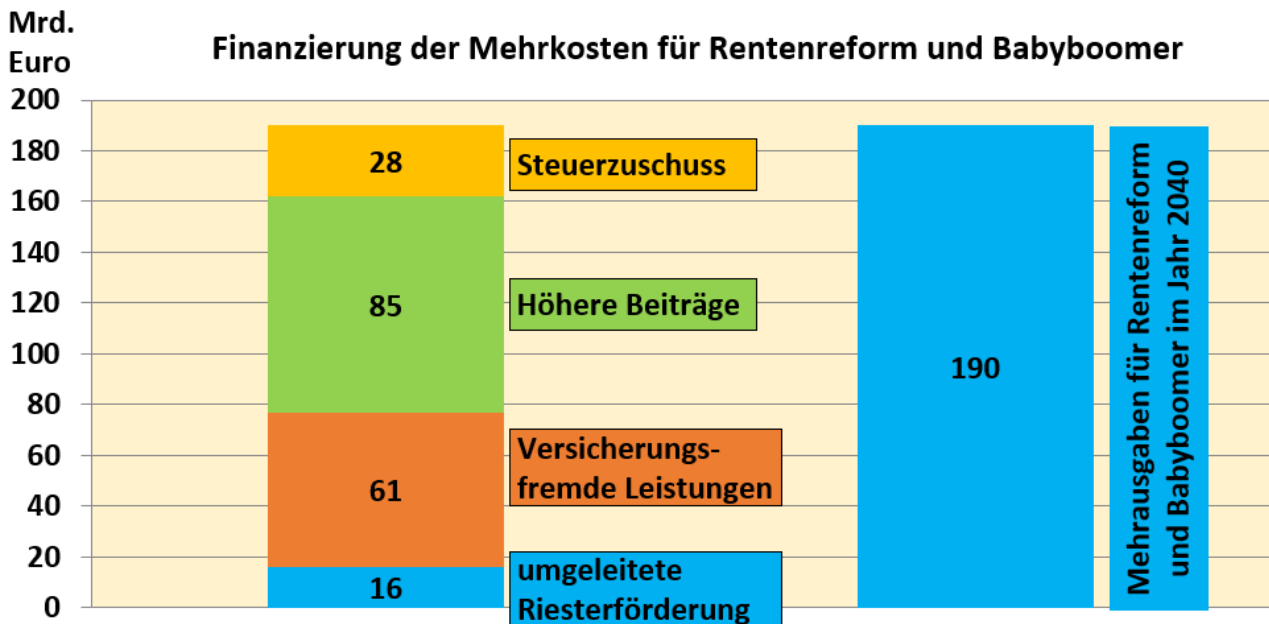 Mrd.
Euro
Finanzierung der Mehrkosten für Rentenreform und Babyboomer
200
180
160
140
120
100
80
60
40
20
0
28
Steuerzuschuss
85
Höhere Beiträge
61
Versicherungs-
fremde Leistungen
16
umgeleitete
Riesterförderung
190
Mehrausgaben für Rentenreform
und Babyboomer im Jahr 2040